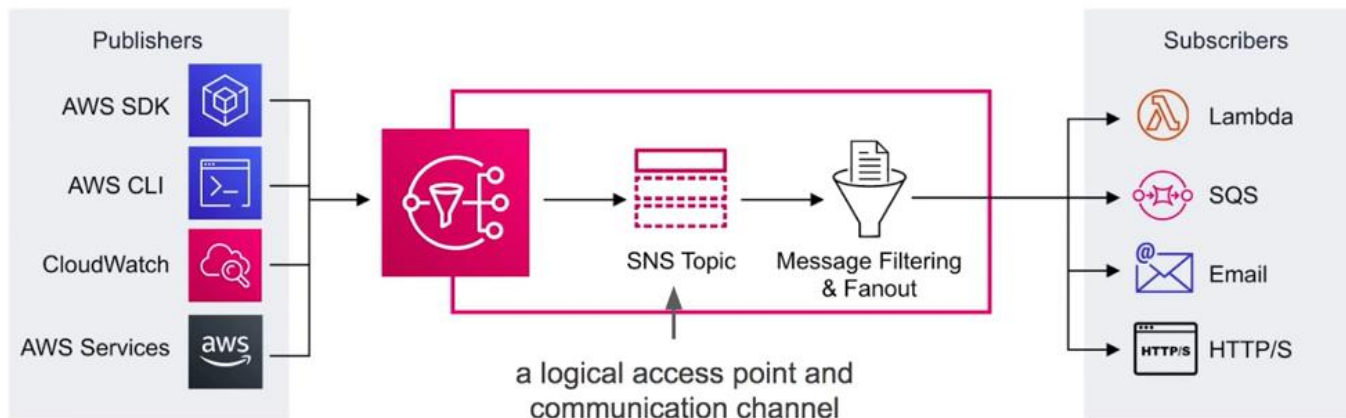 Publishers
AWS SDK
AWS CLI
CloudWatch
AWS Services
aws
SNS Topic
Message Filtering
& Fanout
a logical access point and
communication channel
Subscribers
Lambda
SQS
@
Email
HTTP/S
HTTP/S